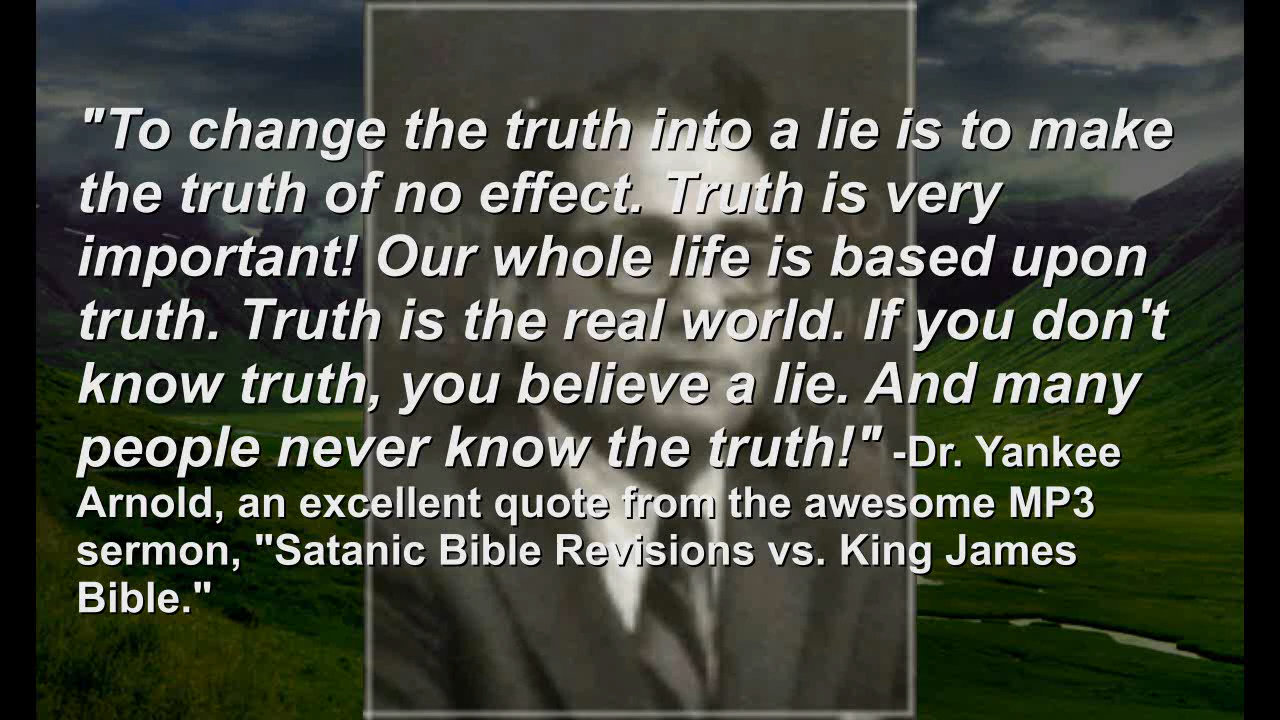 "To change the truth into a lie is to make
the truth of no effect. Truth is very
important! Our whole life is based upon
truth. Truth is the real world. If you don't
know truth, you believe a lie. And many
people never know the truth!" -Dr. Yankee
Arnold, an excellent quote from the awesome MP3
sermon, "Satanic Bible Revisions vs. King James
Bible."